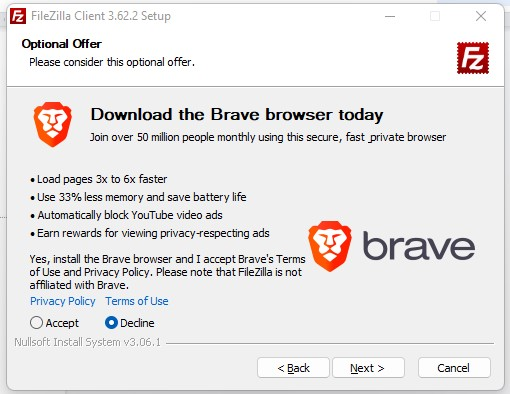 FileZilla Client 3.62.2 Setup
Optional Offer
Please consider this optional offer.
Download the Brave browser today
Join over 50 million people monthly using this secure, fast ,private browser
• Load pages 3x to 6x faster
• Use 33% less memory and save battery life
• Automatically block YouTube video ads
• Earn rewards for viewing privacy-respecting ads
brave
Yes, install the Brave browser and I accept Brave's Terms
of Use and Privacy Policy. Please note that FileZilla is not
affiliated with Brave.
Privacy Policy Terms of Use
Accept Decline
Nullsoft Install System v3.06.1
< Back Next > Cancel